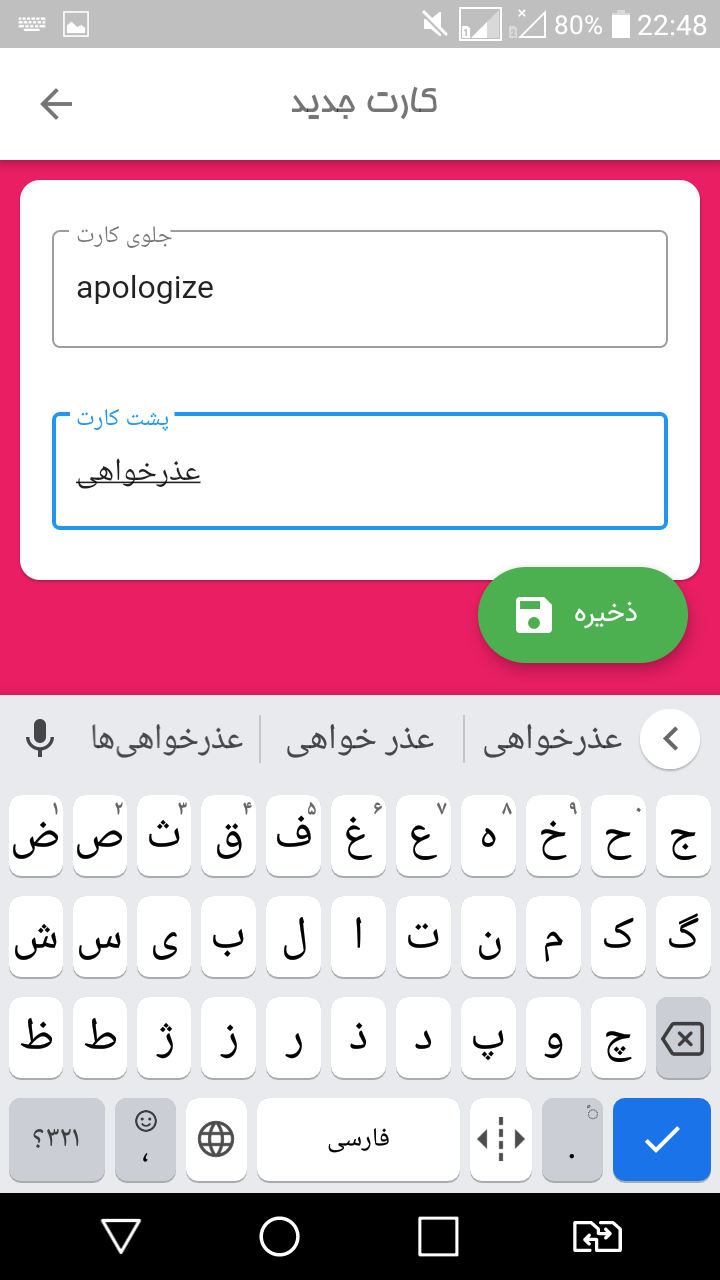 80% 22:48
کارت جدید
جلوی کارت
apologize
پشت کارت
عذرخواهی
ذخیره
عذرخواهی عذر خواهی عذرخواهی‌ها
ج ح خ ه ع غ ف ق ث ص ض
۰ ۹ ۸ ۷ ۶ ۵ ۴ ۳ ۲ ۱
گ ک م ن ت ا ل ب ی س ش
چ و پ د ذ ر ز ژ ط ظ
۳۲۱؟ ، فارسی .